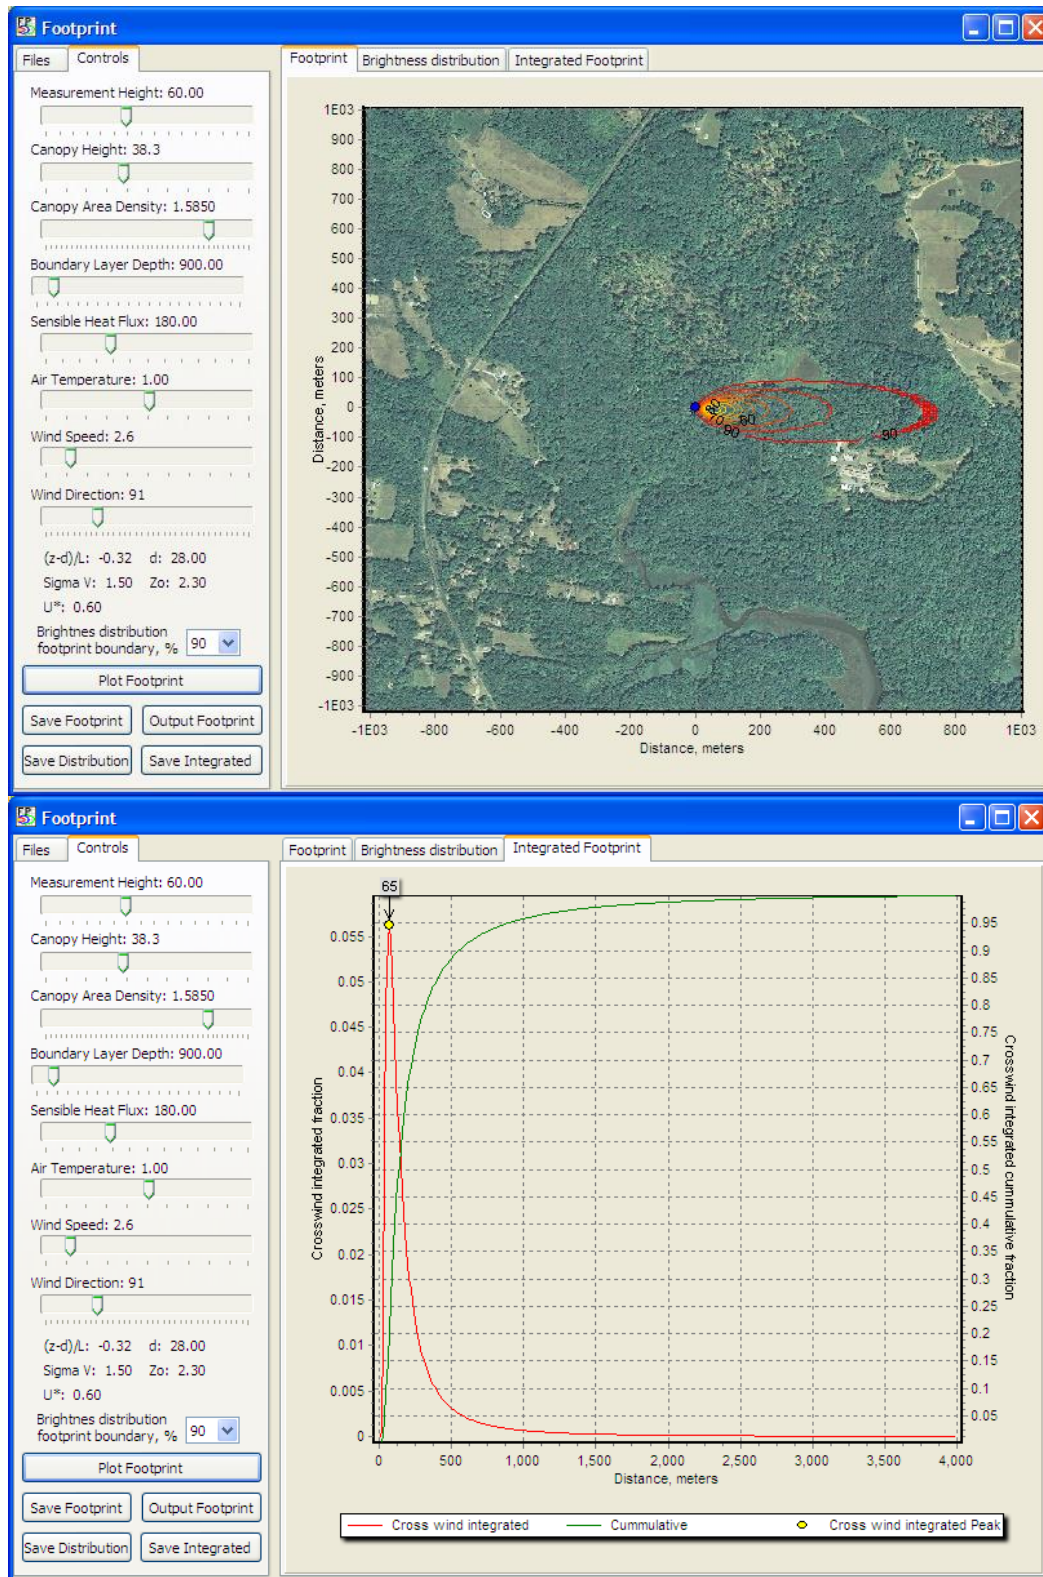 Footprint
Files Controls
Footprint Brightness distribution Integrated Footprint
Measurement Height: 60.00
Canopy Height: 38.3
Canopy Area Density: 1.5850
Boundary Layer Depth: 900.00
Sensible Heat Flux: 180.00
Air Temperature: 1.00
Wind Speed: 2.6
Wind Direction: 91
(z-d)/L: -0.32 d: 28.00
Sigma V: 1.50 Zo: 2.30
U*: 0.60
Brightnes distribution
footprint boundary, % 90
Plot Footprint
Save Footprint Output Footprint
Save Distribution Save Integrated
1E03
900
800
700
600
500
400
300
200
100
0
-100
-200
-300
-400
-500
-600
-700
-800
-900
-1E03
Distance, meters
80
70
60
90
90
-1E03 -800 -600 -400 -200 0 200 400 600 800 1E03
Distance, meters
Footprint
Files Controls
Footprint Brightness distribution Integrated Footprint
Measurement Height: 60.00
Canopy Height: 38.3
Canopy Area Density: 1.5850
Boundary Layer Depth: 900.00
Sensible Heat Flux: 180.00
Air Temperature: 1.00
Wind Speed: 2.6
Wind Direction: 91
(z-d)/L: -0.32 d: 28.00
Sigma V: 1.50 Zo: 2.30
U*: 0.60
Brightnes distribution
footprint boundary, % 90
Plot Footprint
Save Footprint Output Footprint
Save Distribution Save Integrated
65
0.055
0.05
0.045
0.04
0.035
0.03
0.025
0.02
0.015
0.01
0.005
0
Crosswind integrated fraction
0.95
0.9
0.85
0.8
0.75
0.7
0.65
0.6
0.55
0.5
0.45
0.4
0.35
0.3
0.25
0.2
0.15
0.1
0.05
Crosswind integrated cummulative fraction
0 500 1,000 1,500 2,000 2,500 3,000 3,500 4,000
Distance, meters
Cross wind integrated Cummulative Cross wind integrated Peak